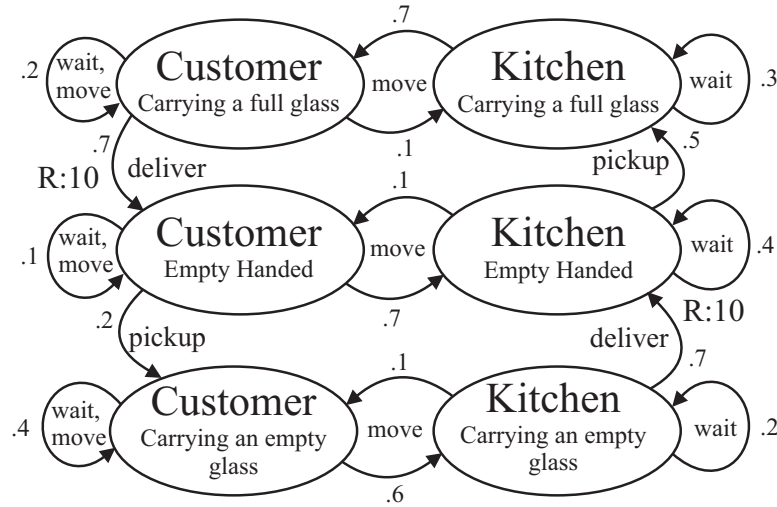 .7
.2
wait,
move
Customer
Carrying a full glass
move
Kitchen
Carrying a full glass
wait
.3
.7
R:10
deliver
.1
.5
pickup
.1
.1
wait,
move
Customer
Empty Handed
move
Kitchen
Empty Handed
wait
.4
.2
pickup
.7
R:10
deliver
.7
.1
.4
wait,
move
Customer
Carrying an empty
glass
move
Kitchen
Carrying an empty
glass
wait
.2
.6